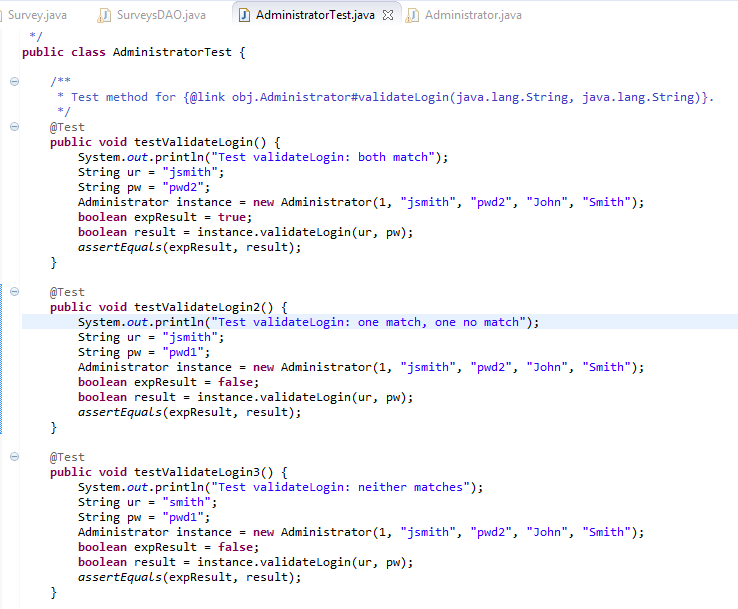 Survey.java SurveysDAO.java AdministratorTest.java Administrator.java
 */
public class AdministratorTest {
    /**
     * Test method for {@link obj.Administrator#validateLogin(java.lang.String, java.lang.String)}.
     */
    @Test
    public void testValidateLogin() {
        System.out.println("Test validateLogin: both match");
        String ur = "jsmith";
        String pw = "pwd2";
        Administrator instance = new Administrator(1, "jsmith", "pwd2", "John", "Smith");
        boolean expResult = true;
        boolean result = instance.validateLogin(ur, pw);
        assertEquals(expResult, result);
    }
    @Test
    public void testValidateLogin2() {
        System.out.println("Test validateLogin: one match, one no match");
        String ur = "jsmith";
        String pw = "pwd1";
        Administrator instance = new Administrator(1, "jsmith", "pwd2", "John", "Smith");
        boolean expResult = false;
        boolean result = instance.validateLogin(ur, pw);
        assertEquals(expResult, result);
    }
    @Test
    public void testValidateLogin3() {
        System.out.println("Test validateLogin: neither matches");
        String ur = "smith";
        String pw = "pwd1";
        Administrator instance = new Administrator(1, "jsmith", "pwd2", "John", "Smith");
        boolean expResult = false;
        boolean result = instance.validateLogin(ur, pw);
        assertEquals(expResult, result);
    }